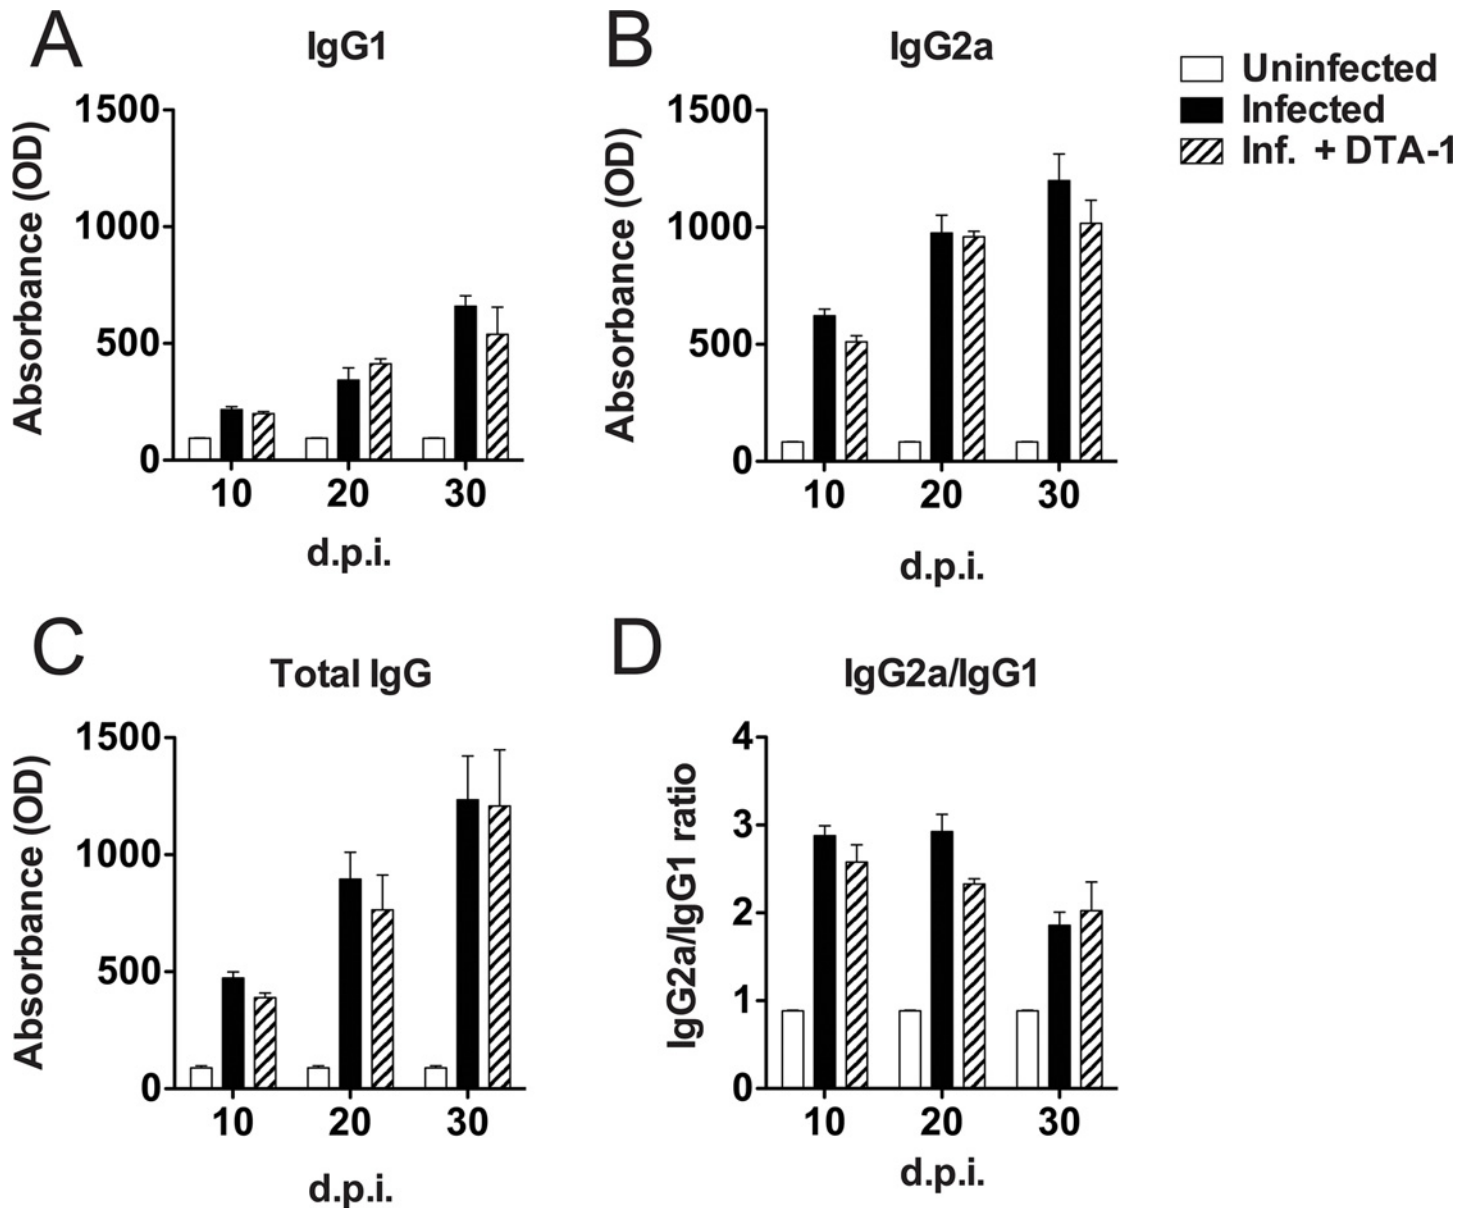 A
IgG1
Absorbance (OD)
1500
1000
500
0
10 20 30
d.p.i.
B
IgG2a
Absorbance (OD)
1500
1000
500
0
10 20 30
d.p.i.
Uninfected
Infected
Inf. + DTA-1
C
Total IgG
Absorbance (OD)
1500
1000
500
0
10 20 30
d.p.i.
D
IgG2a/IgG1
IgG2a/IgG1 ratio
4
3
2
1
0
10 20 30
d.p.i.